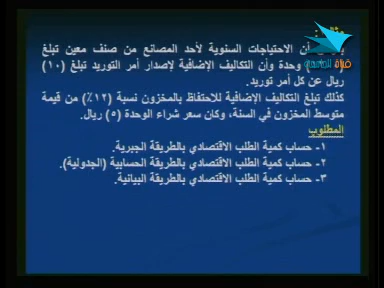 أن الاحتياجات السنوية لأحد المصانع من صنف معين تبلغ
وحدة وأن التكاليف الإضافية لإصدار أمر التوريد تبلغ (١٠)
ريال عن كل أمر توريد.
كذلك تبلغ التكاليف الإضافية للاحتفاظ بالمخزون نسبة (١٢٪) من قيمة
متوسط المخزون في السنة، وكان سعر شراء الوحدة (٥) ريال.
المطلوب
١- حساب كمية الطلب الاقتصادي بالطريقة الجبرية.
٢- حساب كمية الطلب الاقتصادي بالطريقة الحسابية (الجدولية).
٣- حساب كمية الطلب الاقتصادي بالطريقة البيانية.